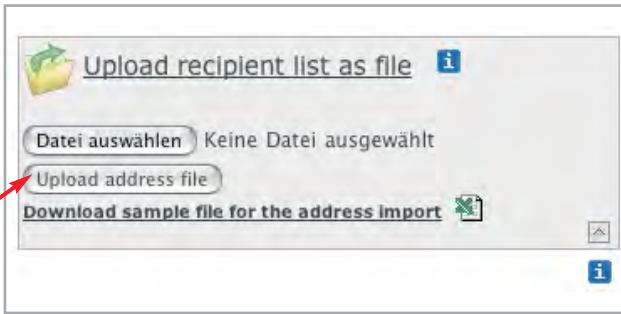 Upload recipient list as file i
Datei auswählen Keine Datei ausgewählt
Upload address file
Download sample file for the address import
i